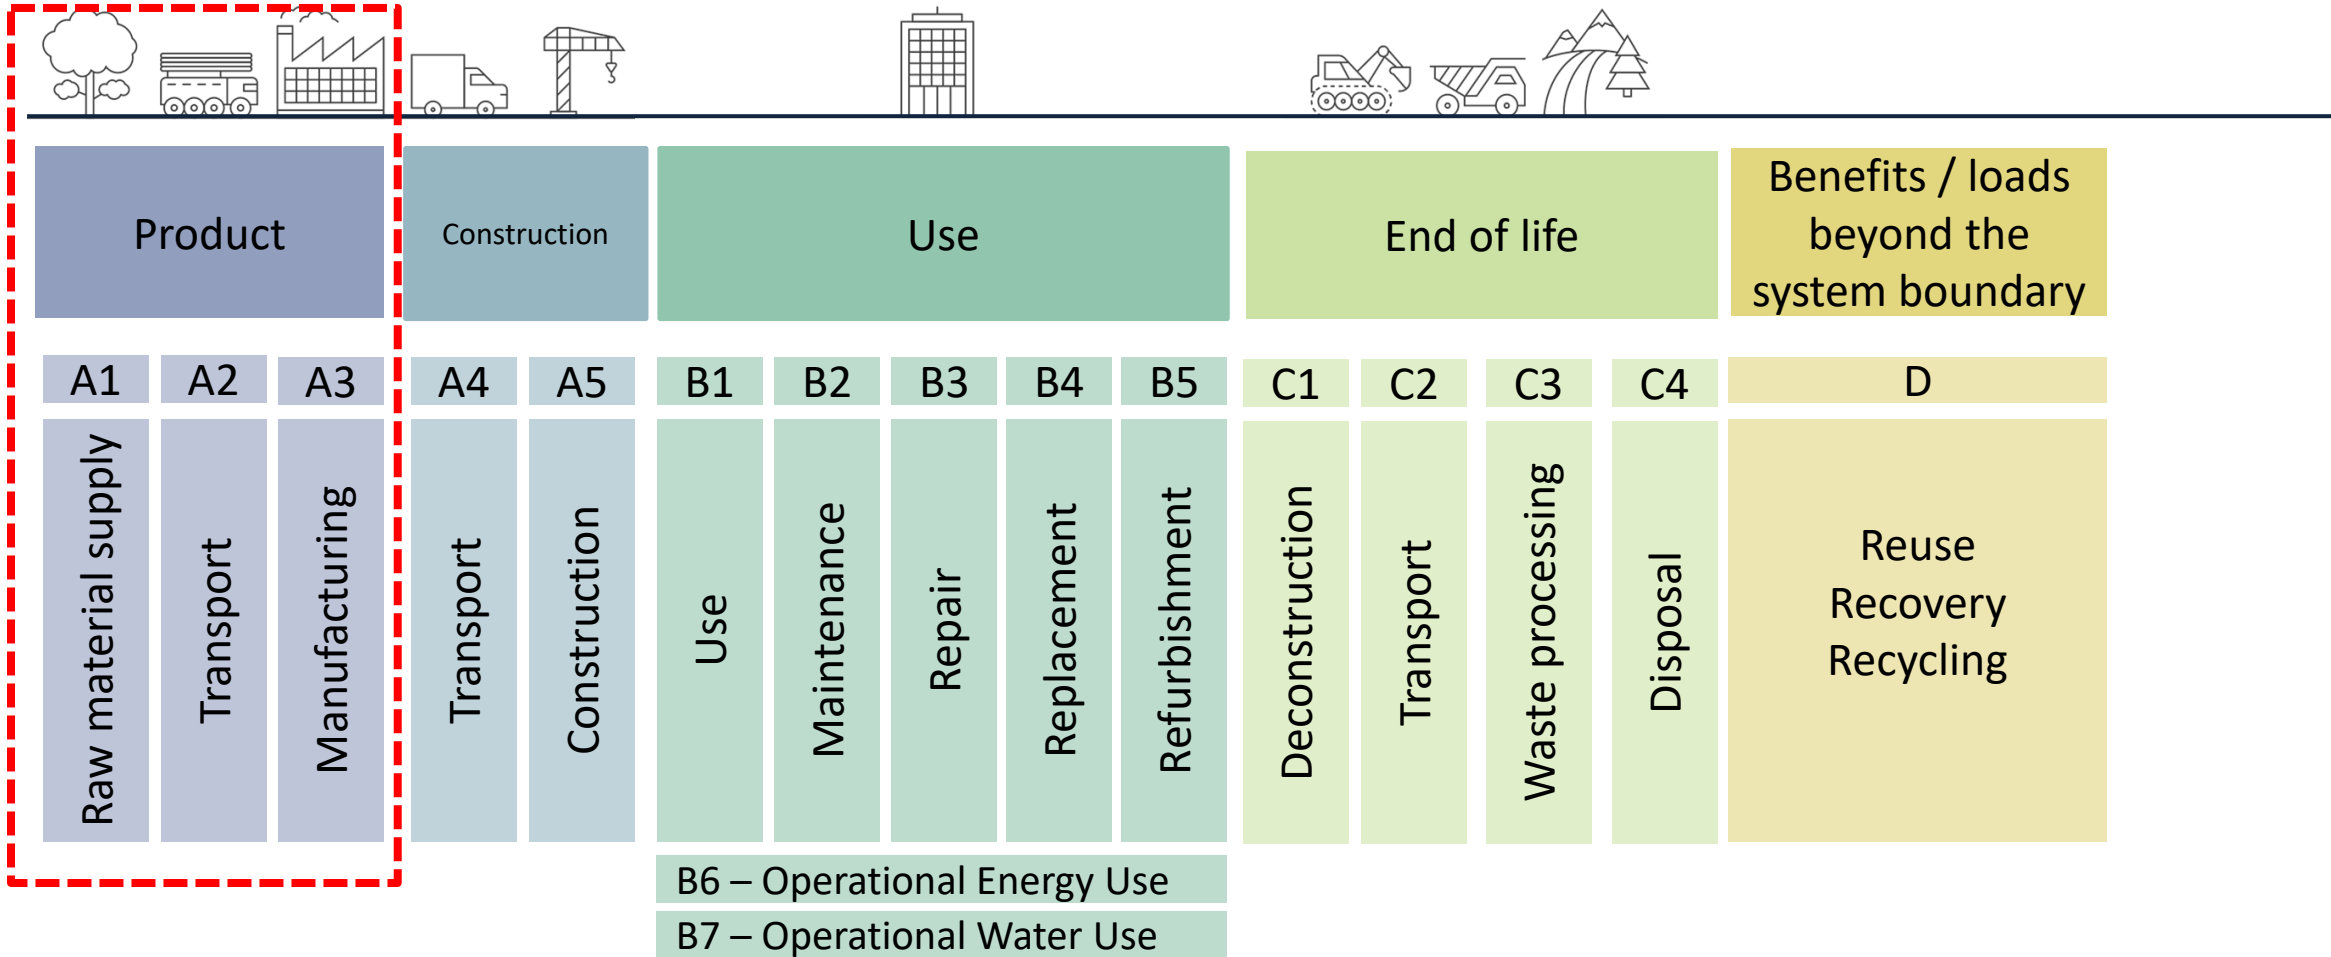 Product
Construction
Use
End of life
Benefits / loads
beyond the
system boundary
A1
A2
A3
A4
A5
B1
B2
B3
B4
B5
C1
C2
C3
C4
D
Raw material supply
Transport
Manufacturing
Transport
Construction
Use
Maintenance
Repair
Replacement
Refurbishment
Deconstruction
Transport
Waste processing
Disposal
Reuse
Recovery
Recycling
B6 – Operational Energy Use
B7 – Operational Water Use